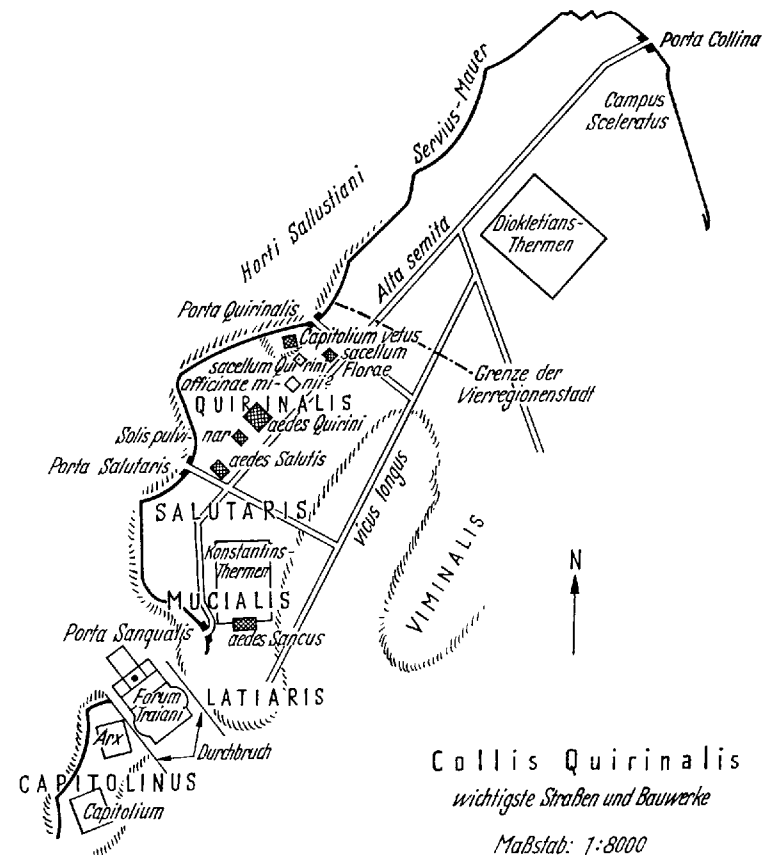 Porta Collina
Campus
Sceleratus
Servius-Mauer
Horti Sallustiani
Diokletians-
Thermen
Alta semita
Porta Quirinalis
Capitolium vetus
sacellum Quirini
sacellum
Florae
officinae mi-nii?
Grenze der
Vierregionenstadt
QUIRINALIS
aedes Quirini
Solis pulvi-nar
Porta Salutaris
aedes Salutis
vicus longus
SALUTARIS
VIMINALIS
Konstantins-
Thermen
N
MUCIALIS
Porta Sanqualis
aedes Sancus
LATIARIS
Forum
Traiani
Arx
Durchbruch
CAPITOLINUS
Capitolium
Collis Quirinalis
wichtigste Straßen und Bauwerke
Maßstab: 1:8000